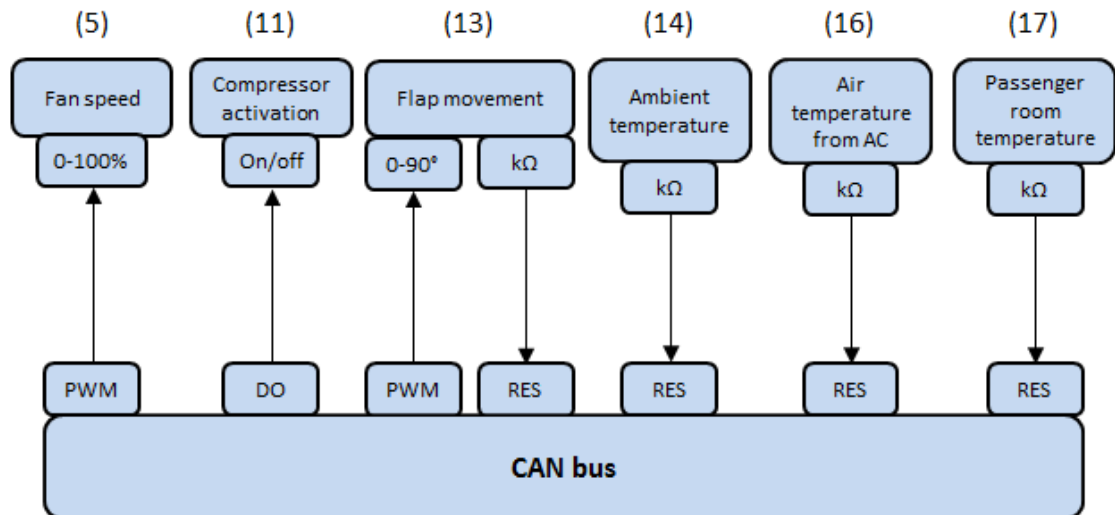 (5)
(11)
(13)
(14)
(16)
(17)
Fan speed
Compressor
activation
Flap movement
Ambient
temperature
Air
temperature
from AC
Passenger
room
temperature
0-100%
On/off
0-90°
kΩ
kΩ
kΩ
kΩ
PWM
DO
PWM
RES
RES
RES
RES
CAN bus